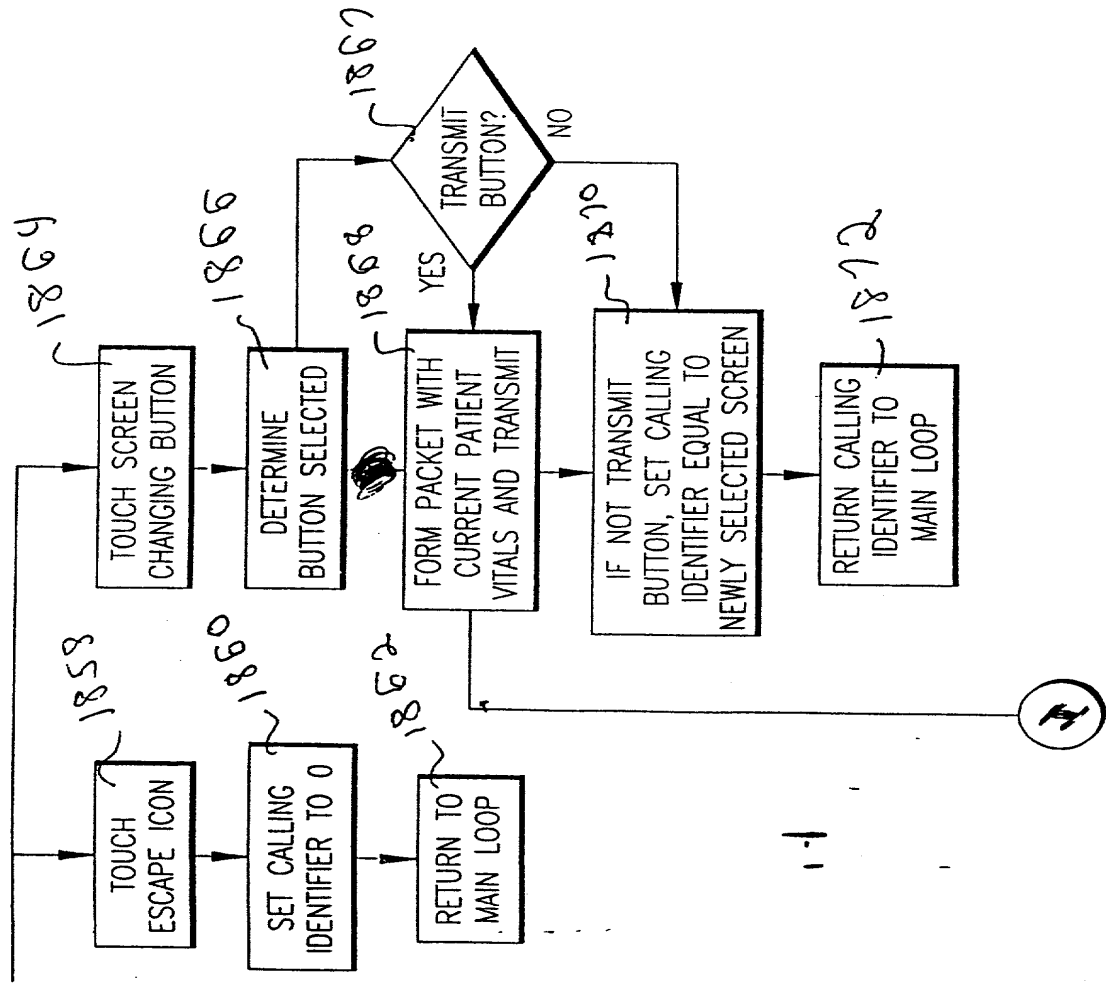 TOUCH
ESCAPE ICON
1858
SET CALLING
IDENTIFIER TO 0
1860
RETURN TO
MAIN LOOP
1862
TOUCH SCREEN
CHANGING BUTTON
1864
DETERMINE
BUTTON SELECTED
1866
TRANSMIT
BUTTON?
1867
YES
NO
FORM PACKET WITH
CURRENT PATIENT
VITALS AND TRANSMIT
1868
IF NOT TRANSMIT
BUTTON, SET CALLING
IDENTIFIER EQUAL TO
NEWLY SELECTED SCREEN
1870
RETURN CALLING
IDENTIFIER TO
MAIN LOOP
1872